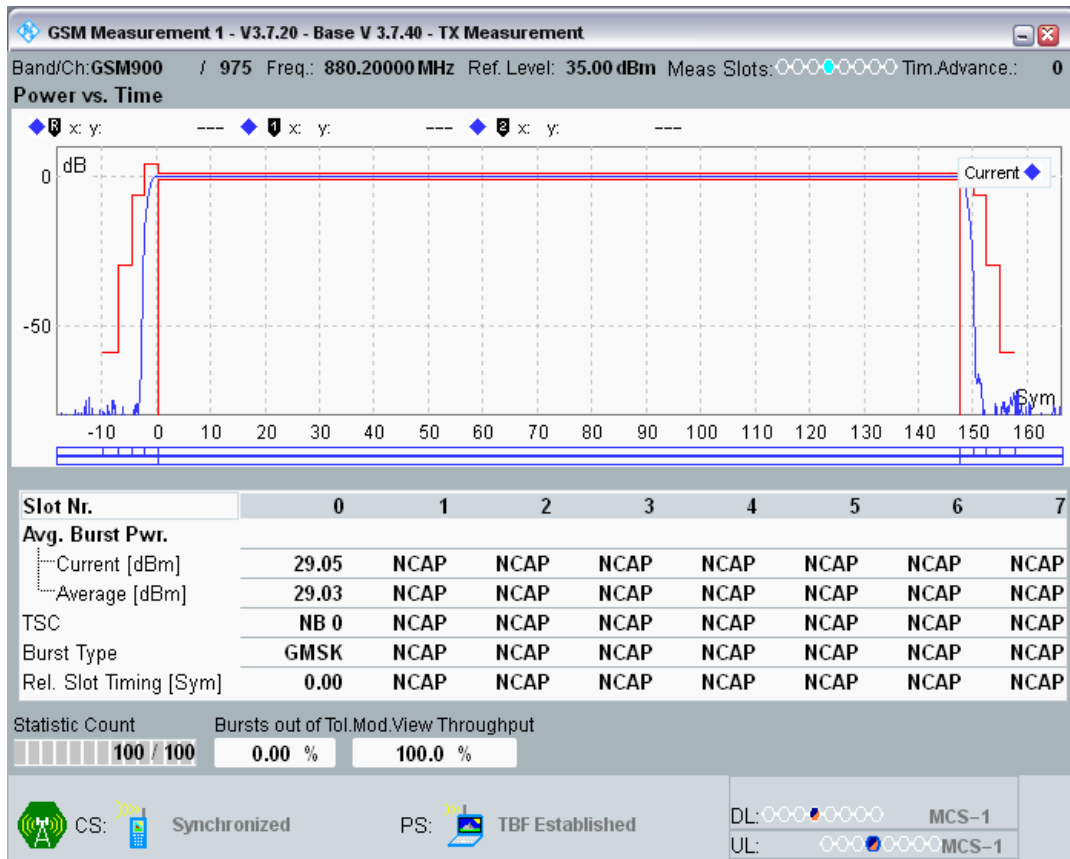 GSM Measurement 1 - V3.7.20 - Base V 3.7.40 - TX Measurement
Band/Ch:GSM900 / 975 Freq.: 880.20000 MHz Ref. Level: 35.00 dBm Meas Slots: Tim.Advance.: 0
Power vs. Time
R x: y: --- 1 x: y: --- 2 x: y: ---
dB
Current
0
-50
Sym
-10 0 10 20 30 40 50 60 70 80 90 100 110 120 130 140 150 160
Slot Nr. 0 1 2 3 4 5 6 7
Avg. Burst Pwr.
Current [dBm] 29.05 NCAP NCAP NCAP NCAP NCAP NCAP NCAP
Average [dBm] 29.03 NCAP NCAP NCAP NCAP NCAP NCAP NCAP
TSC NB 0 NCAP NCAP NCAP NCAP NCAP NCAP NCAP
Burst Type GMSK NCAP NCAP NCAP NCAP NCAP NCAP NCAP
Rel. Slot Timing [Sym] 0.00 NCAP NCAP NCAP NCAP NCAP NCAP NCAP
Statistic Count Bursts out of Tol.Mod.View Throughput
100 / 100 0.00 % 100.0 %
CS: Synchronized PS: TBF Established
DL: MCS-1
UL: MCS-1